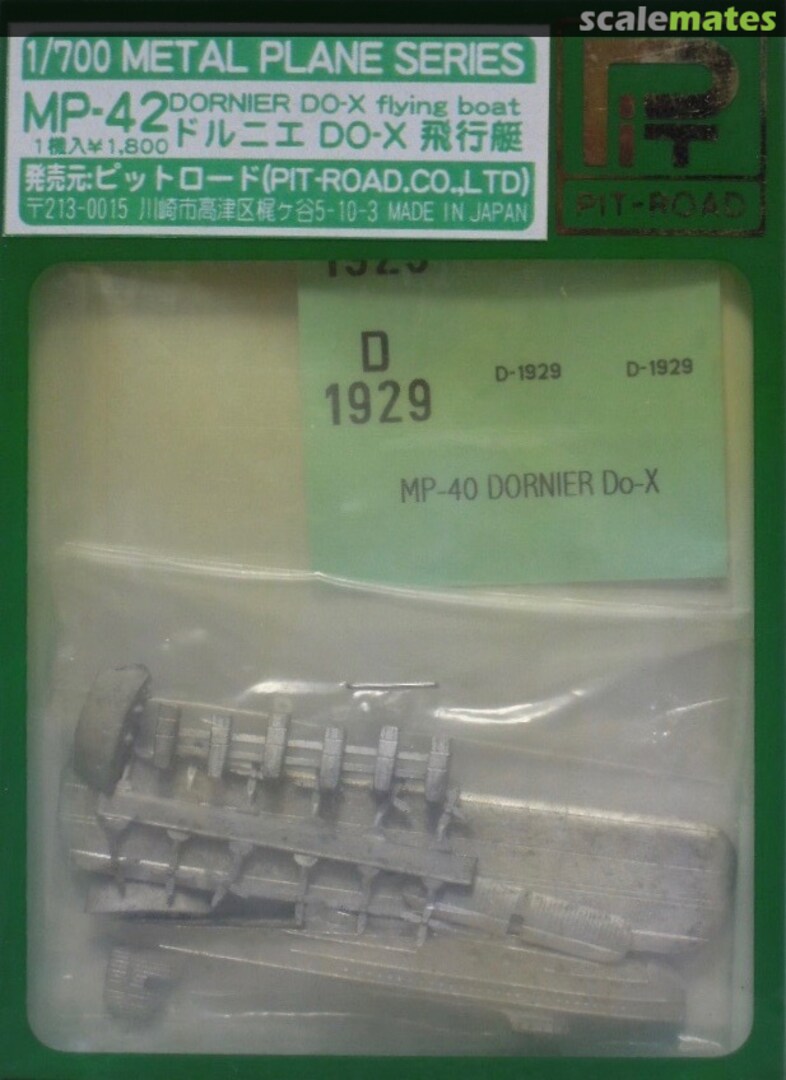 scalemates
1/700 METAL PLANE SERIES
MP-42 DORNIER DO-X flying boat
1機入¥1,800 ドルニエ DO-X 飛行艇
発売元:ピットロード(PIT-ROAD.CO.,LTD)
〒213-0015 川崎市高津区梶ヶ谷5-10-3 MADE IN JAPAN
PiT
PIT-ROAD
1929
D
1929
D-1929
D-1929
MP-40 DORNIER Do-X